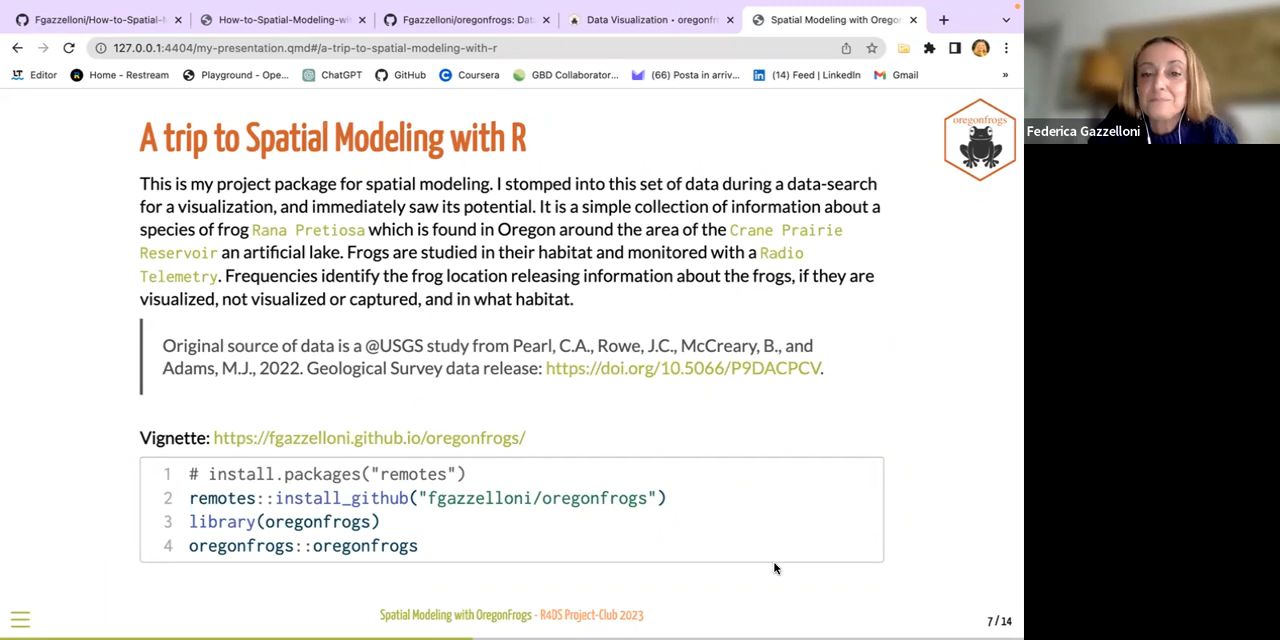 Fgazzelloni/How-to-Spatial-M
How-to-Spatial-Modeling-wi
Fgazzelloni/oregonfrogs: Dat
Data Visualization • oregonfr
Spatial Modeling with Orego
127.0.0.1:4404/my-presentation.qmd#/a-trip-to-spatial-modeling-with-r
Editor
Home - Restream
Playground - Ope...
ChatGPT
GitHub
Coursera
GBD Collaborator...
(66) Posta in arriv...
(14) Feed | LinkedIn
Gmail
»
A trip to Spatial Modeling with R
oregonfrogs
Federica Gazzelloni
This is my project package for spatial modeling. I stomped into this set of data during a data-search
for a visualization, and immediately saw its potential. It is a simple collection of information about a
species of frog Rana Pretiosa which is found in Oregon around the area of the Crane Prairie
Reservoir an artificial lake. Frogs are studied in their habitat and monitored with a Radio
Telemetry. Frequencies identify the frog location releasing information about the frogs, if they are
visualized, not visualized or captured, and in what habitat.
Original source of data is a @USGS study from Pearl, C.A., Rowe, J.C., McCreary, B., and
Adams, M.J., 2022. Geological Survey data release: https://doi.org/10.5066/P9DACPCV.
Vignette: https://fgazzelloni.github.io/oregonfrogs/
1 # install.packages("remotes")
2 remotes::install_github("fgazzelloni/oregonfrogs")
3 library(oregonfrogs)
4 oregonfrogs::oregonfrogs
Spatial Modeling with OregonFrogs - R4DS Project-Club 2023
7 / 14